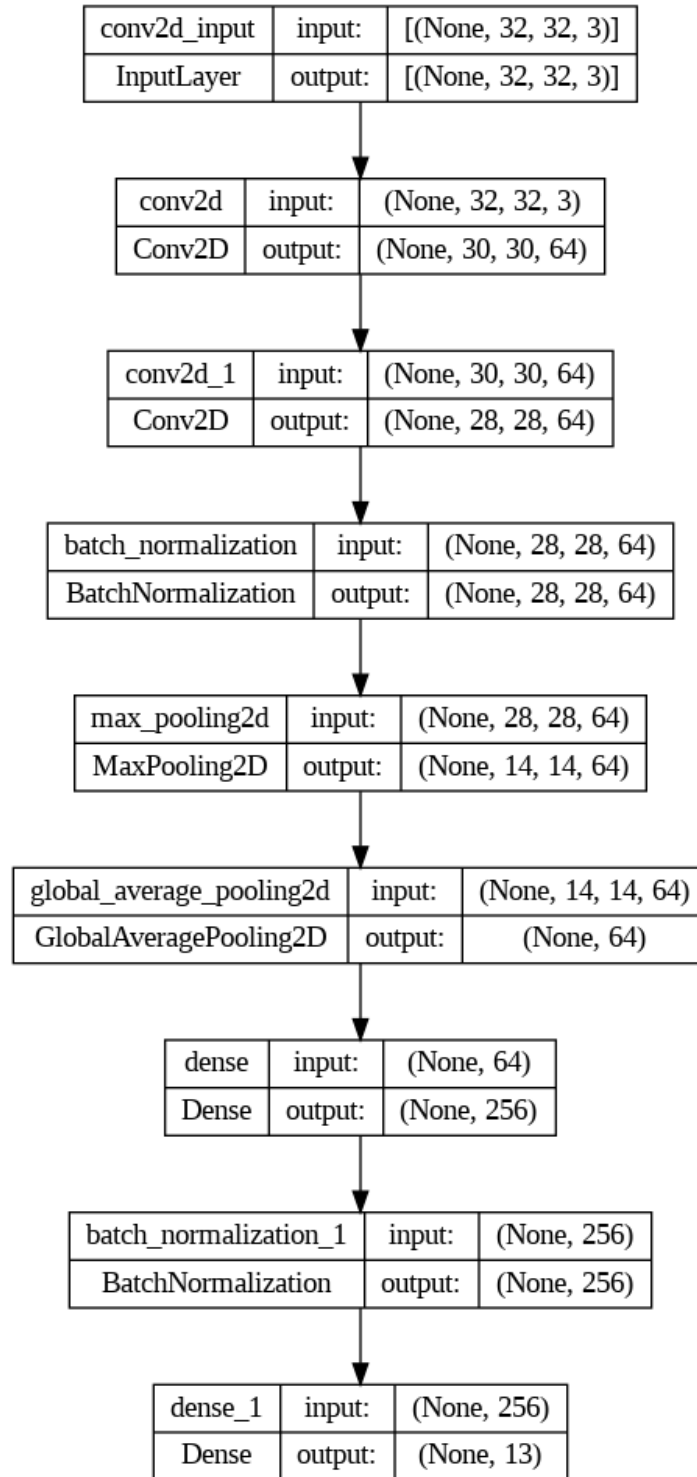 conv2d_input input: [(None, 32, 32, 3)]
InputLayer output: [(None, 32, 32, 3)]
conv2d input: (None, 32, 32, 3)
Conv2D output: (None, 30, 30, 64)
conv2d_1 input: (None, 30, 30, 64)
Conv2D output: (None, 28, 28, 64)
batch_normalization input: (None, 28, 28, 64)
BatchNormalization output: (None, 28, 28, 64)
max_pooling2d input: (None, 28, 28, 64)
MaxPooling2D output: (None, 14, 14, 64)
global_average_pooling2d input: (None, 14, 14, 64)
GlobalAveragePooling2D output: (None, 64)
dense input: (None, 64)
Dense output: (None, 256)
batch_normalization_1 input: (None, 256)
BatchNormalization output: (None, 256)
dense_1 input: (None, 256)
Dense output: (None, 13)